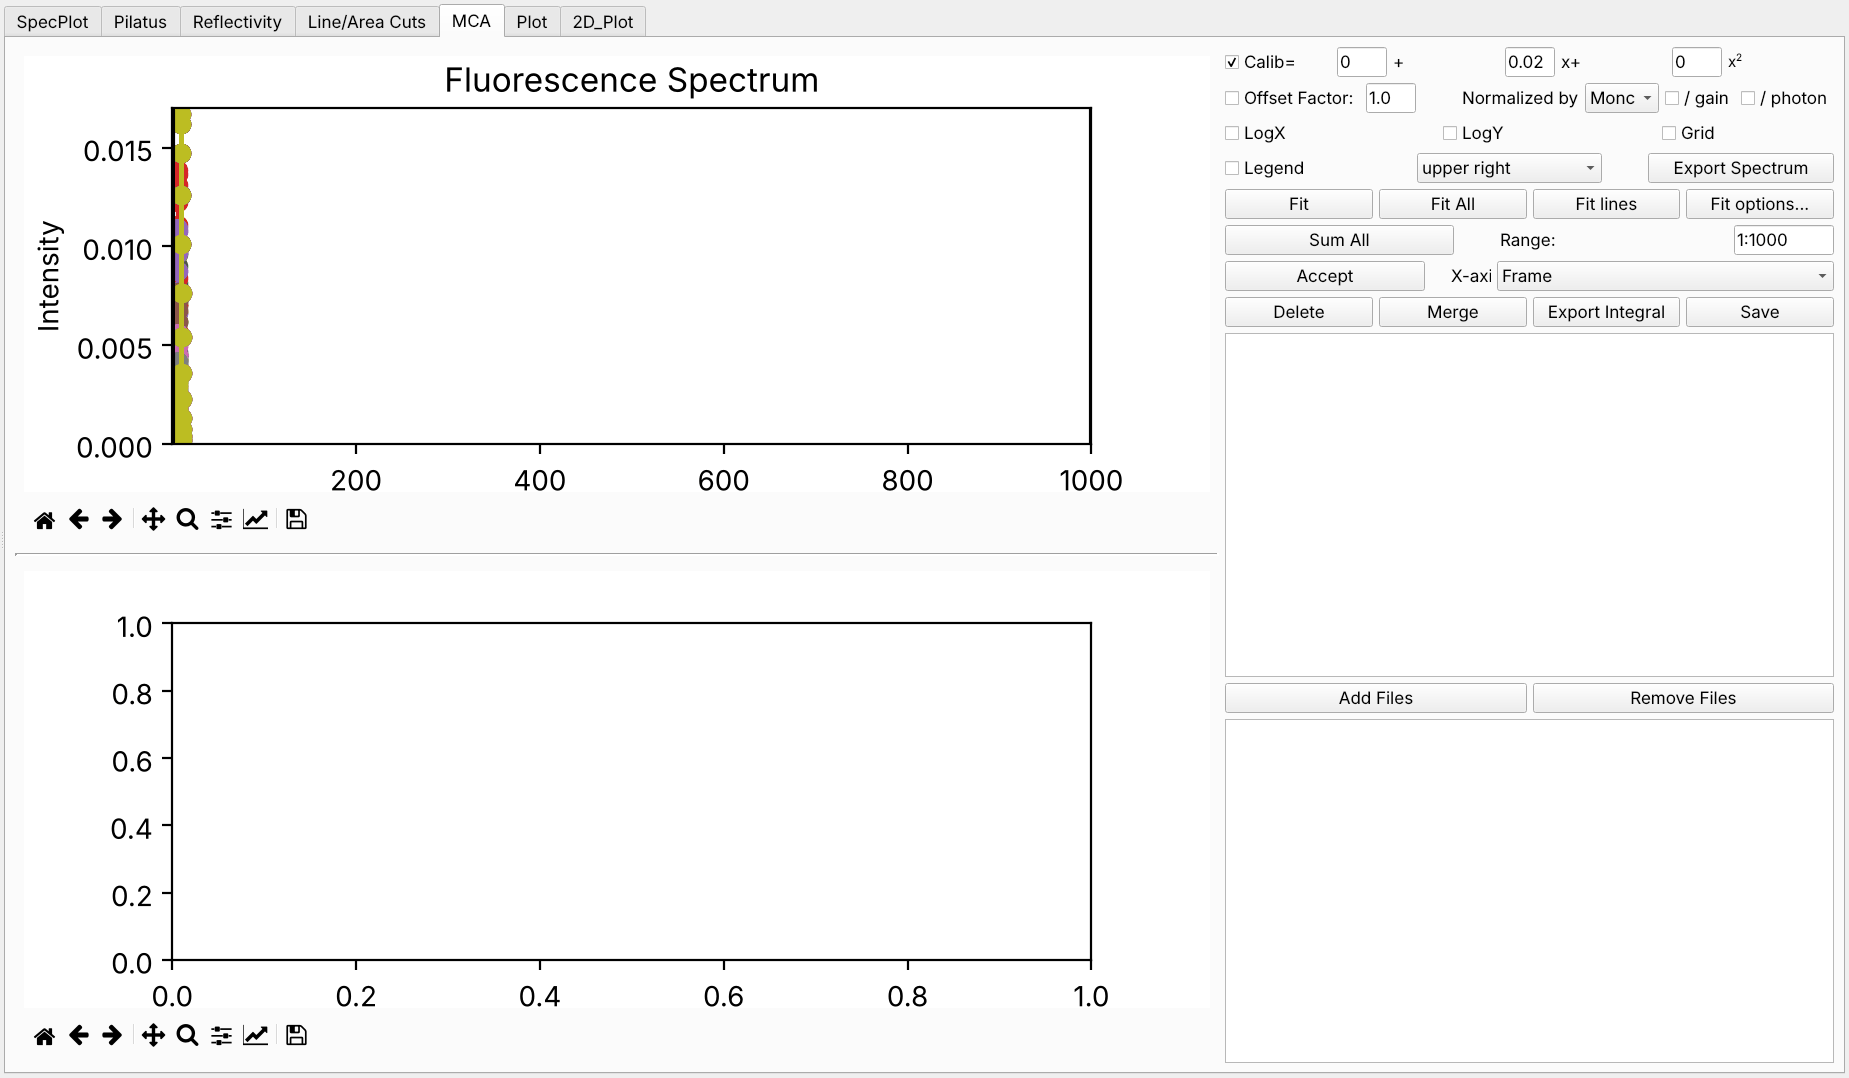 SpecPlot Pilatus Reflectivity Line/Area Cuts MCA Plot 2D_Plot
Fluorescence Spectrum
Intensity
0.015
0.010
0.005
0.000
200 400 600 800 1000
1.0
0.8
0.6
0.4
0.2
0.0
0.0 0.2 0.4 0.6 0.8 1.0
Calib= 0 + 0.02 x+ 0 x²
Offset Factor: 1.0 Normalized by Monc / gain / photon
LogX LogY Grid
Legend upper right Export Spectrum
Fit Fit All Fit lines Fit options...
Sum All Range: 1:1000
Accept X-axi Frame
Delete Merge Export Integral Save
Add Files Remove Files